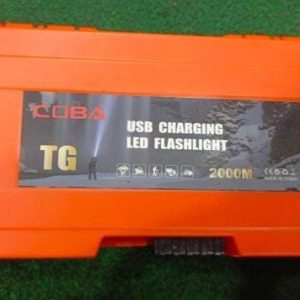 COBA
USB CHARGING
LED FLASHLIGHT
TG
2000M